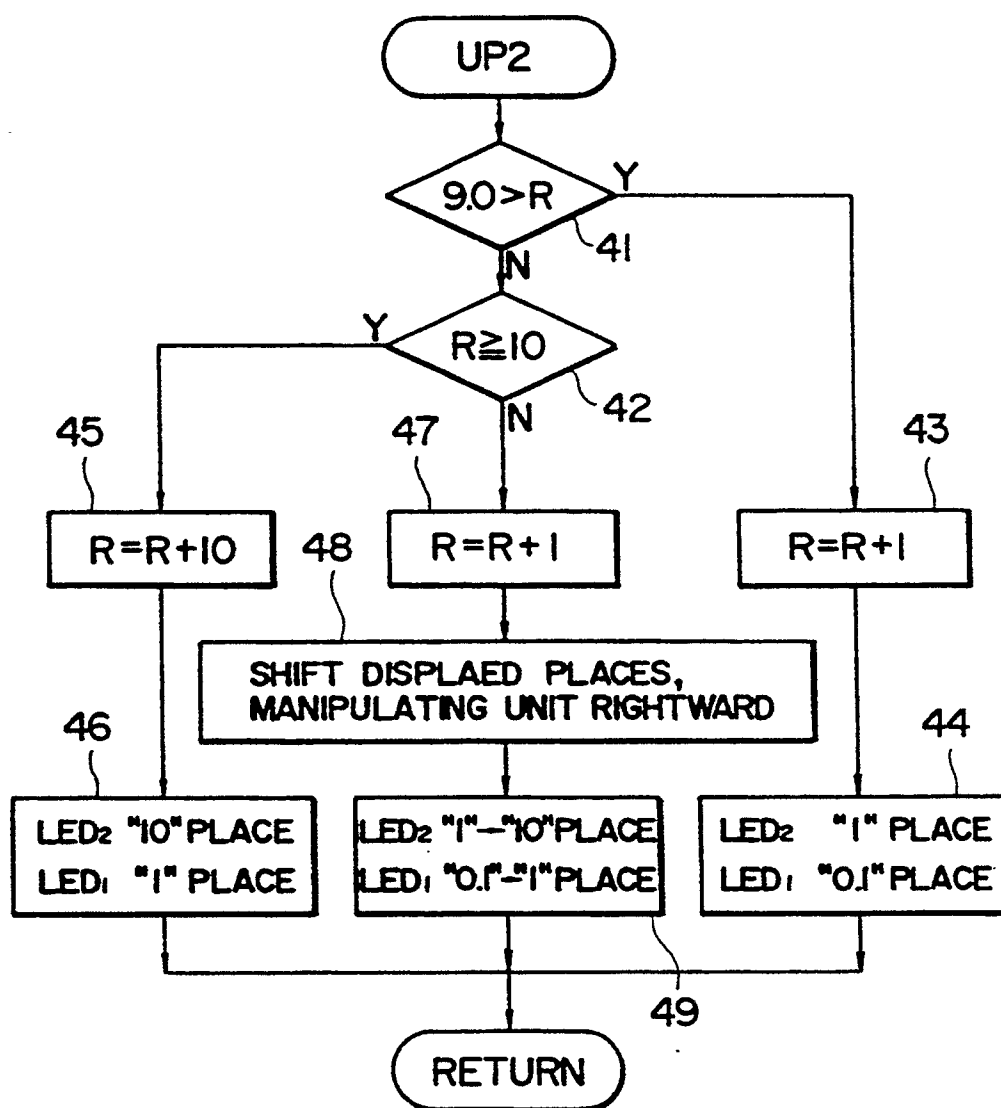 UP2
9.0>R
Y
41
N
R≧10
Y
42
N
45
47
43
R=R+10
R=R+1
R=R+1
48
SHIFT DISPLAED PLACES,
MANIPULATING UNIT RIGHTWARD
46
44
LED2 "10" PLACE
LED1 "1" PLACE
LED2 "1"-"10" PLACE
LED1 "0.1"-"1" PLACE
LED2 "1" PLACE
LED1 "0.1" PLACE
49
RETURN